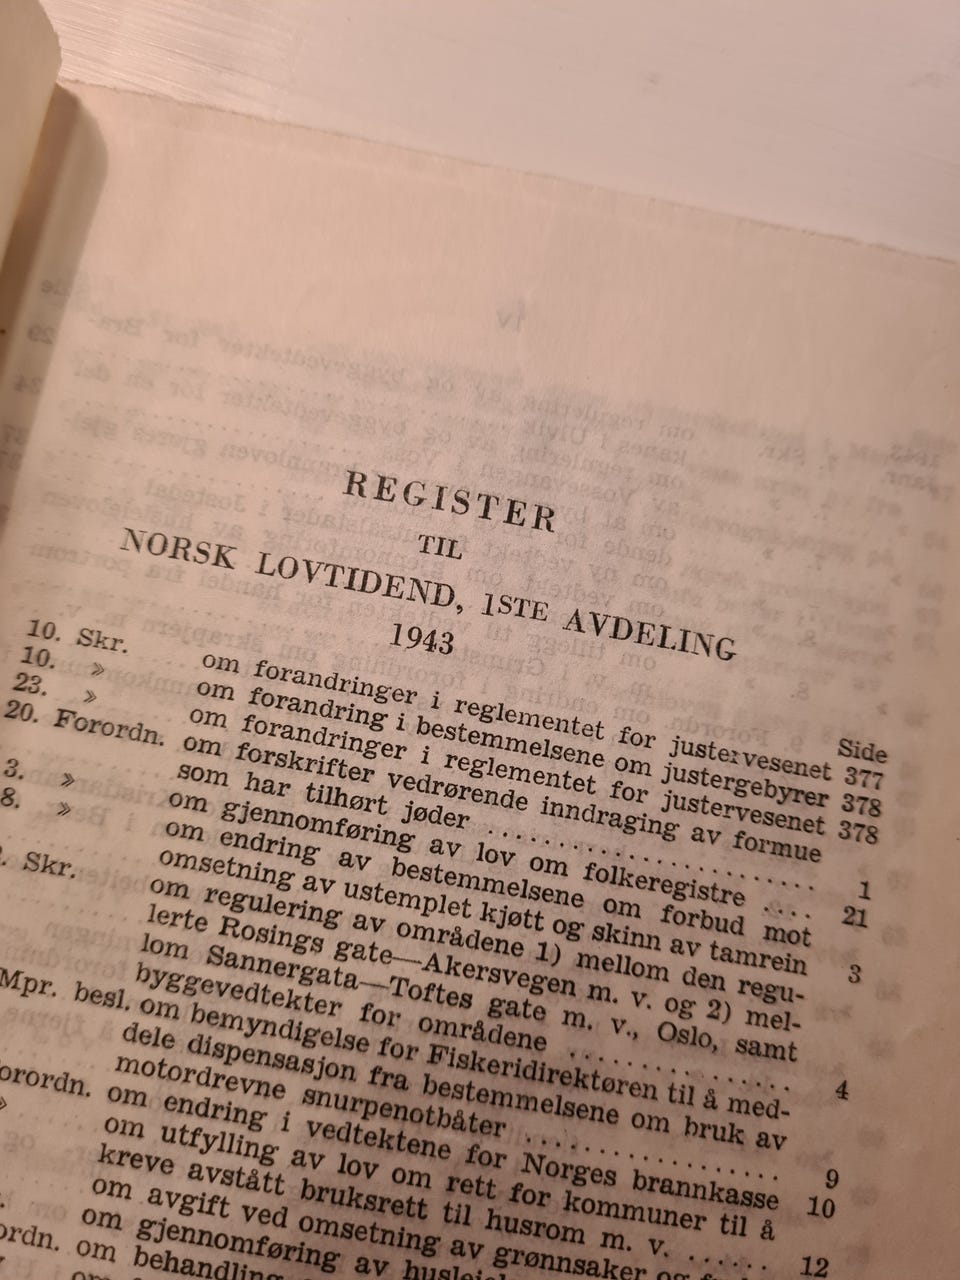 REGISTER
TIL
NORSK LOVTIDEND, 1STE AVDELING
1943
Side
10. Skr. om forandringer i reglementet for justervesenet 377
10. » om forandring i bestemmelsene om justergebyrer 378
23. » om forandringer i reglementet for justervesenet 378
20. Forordn. om forskrifter vedrørende inndraging av formue
som har tilhørt jøder .................... 1
3. » om gjennomføring av lov om folkeregistre .... 21
8. » om endring av bestemmelsene om forbud mot
omsetning av ustemplet kjøtt og skinn av tamrein 3
Skr. om regulering av områdene 1) mellom den regu-
lerte Rosings gate—Akersvegen m. v. og 2) mel-
lom Sannergata—Toftes gate m. v., Oslo, samt
byggevedtekter for områdene .............. 4
Mpr. besl. om bemyndigelse for Fiskeridirektøren til å med-
dele dispensasjon fra bestemmelsene om bruk av
motordrevne snurpenotbåter ................ 9
orordn. om endring i vedtektene for Norges brannkasse 10
» om utfylling av lov om rett for kommuner til å
kreve avstått bruksrett til husrom m. v. ...... 12
om avgift ved omsetning av grønnsaker og
om gjennomføring av
ordn. om behandling